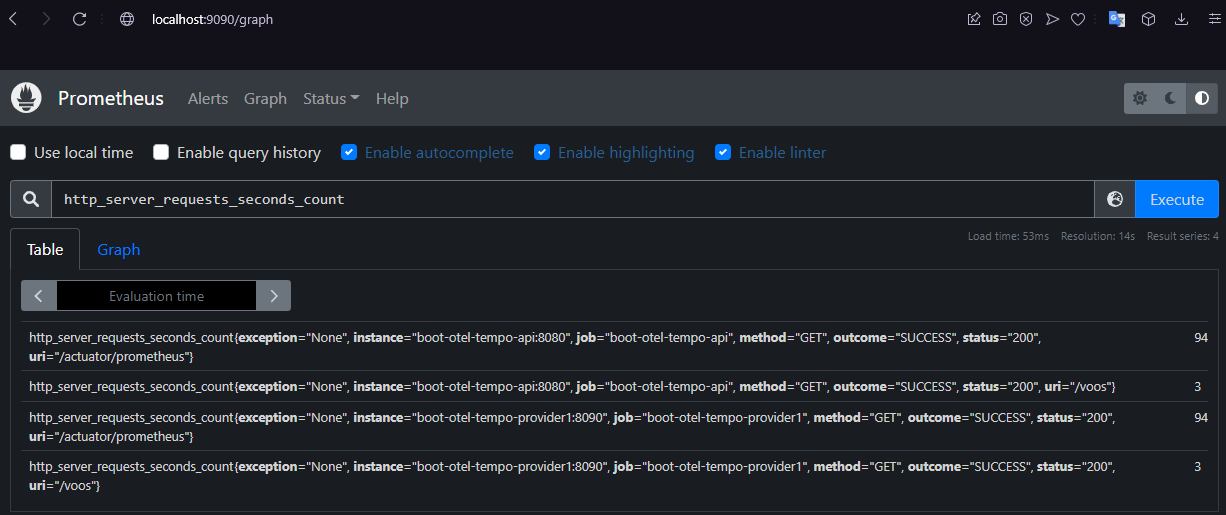 localhost:9090/graph
Prometheus Alerts Graph Status Help
Use local time Enable query history Enable autocomplete Enable highlighting Enable linter
http_server_requests_seconds_count Execute
Load time: 53ms Resolution: 14s Result series: 4
Table Graph
Evaluation time
http_server_requests_seconds_count{exception="None", instance="boot-otel-tempo-api:8080", job="boot-otel-tempo-api", method="GET", outcome="SUCCESS", status="200", 94
uri="/actuator/prometheus"}
http_server_requests_seconds_count{exception="None", instance="boot-otel-tempo-api:8080", job="boot-otel-tempo-api", method="GET", outcome="SUCCESS", status="200", uri="/voos"} 3
http_server_requests_seconds_count{exception="None", instance="boot-otel-tempo-provider1:8090", job="boot-otel-tempo-provider1", method="GET", outcome="SUCCESS", status="200", 94
uri="/actuator/prometheus"}
http_server_requests_seconds_count{exception="None", instance="boot-otel-tempo-provider1:8090", job="boot-otel-tempo-provider1", method="GET", outcome="SUCCESS", status="200", 3
uri="/voos"}